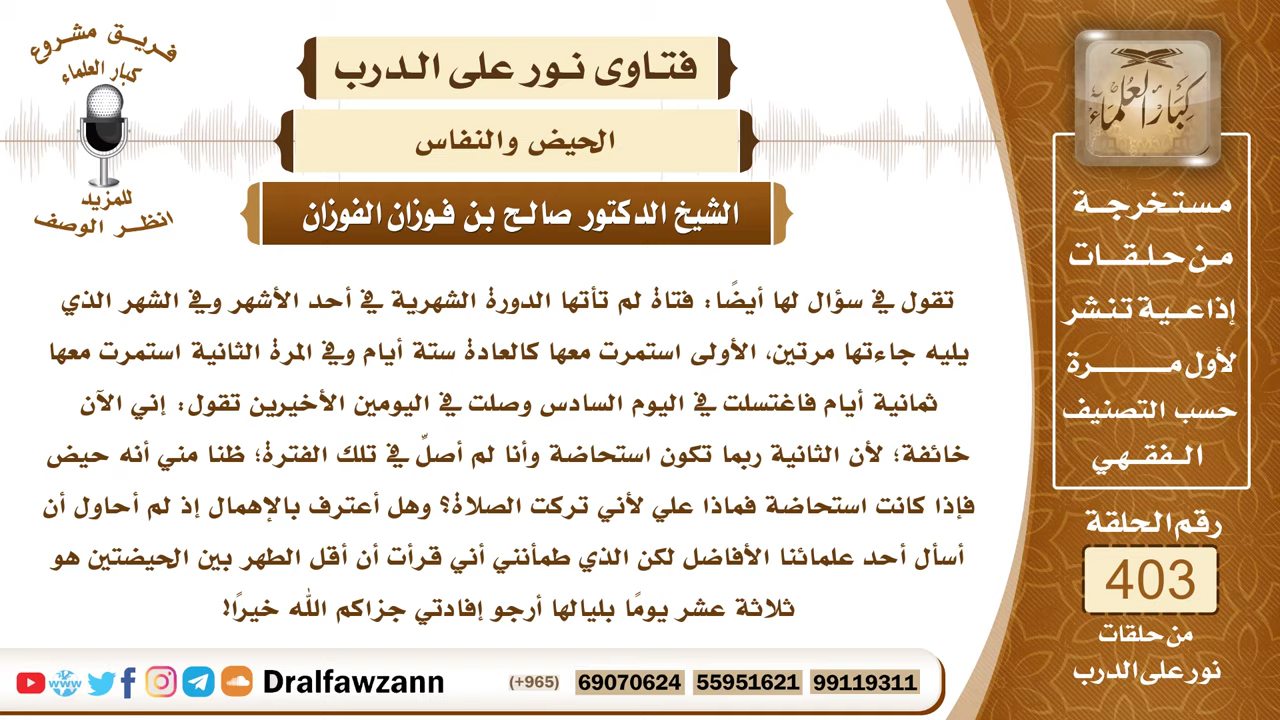 فريق مشروع
كبار العلماء
للمزيد
انظر الوصف
فتاوى نور على الدرب
الحيض والنفاس
الشيخ الدكتور صالح بن فوزان الفوزان
تقول في سؤال لها أيضًا: فتاة لم تأتها الدورة الشهرية في أحد الأشهر وفي الشهر الذي
يليه جاءتها مرتين، الأولى استمرت معها كالعادة ستة أيام وفي المرة الثانية استمرت معها
ثمانية أيام فاغتسلت في اليوم السادس وصلت في اليومين الأخيرين تقول: إني الآن
خائفة؛ لأن الثانية ربما تكون استحاضة وأنا لم أصلِّ في تلك الفترة؛ ظنا مني أنه حيض
فإذا كانت استحاضة فماذا علي لأني تركت الصلاة؟ وهل أعترف بالإهمال إذ لم أحاول أن
أسأل أحد علمائنا الأفاضل لكن الذي طمأنني أني قرأت أن أقل الطهر بين الحيضتين هو
ثلاثة عشر يومًا بليالها أرجو إفادتي جزاكم الله خيرًا!
كبار العلماء
مستخرجة
من حلقات
إذاعية تنشر
لأول مرة
حسب التصنيف
الفقهي
رقم الحلقة
403
من حلقات
نور على الدرب
www
Dralfawzann
(+965) 69070624 55951621 99119311